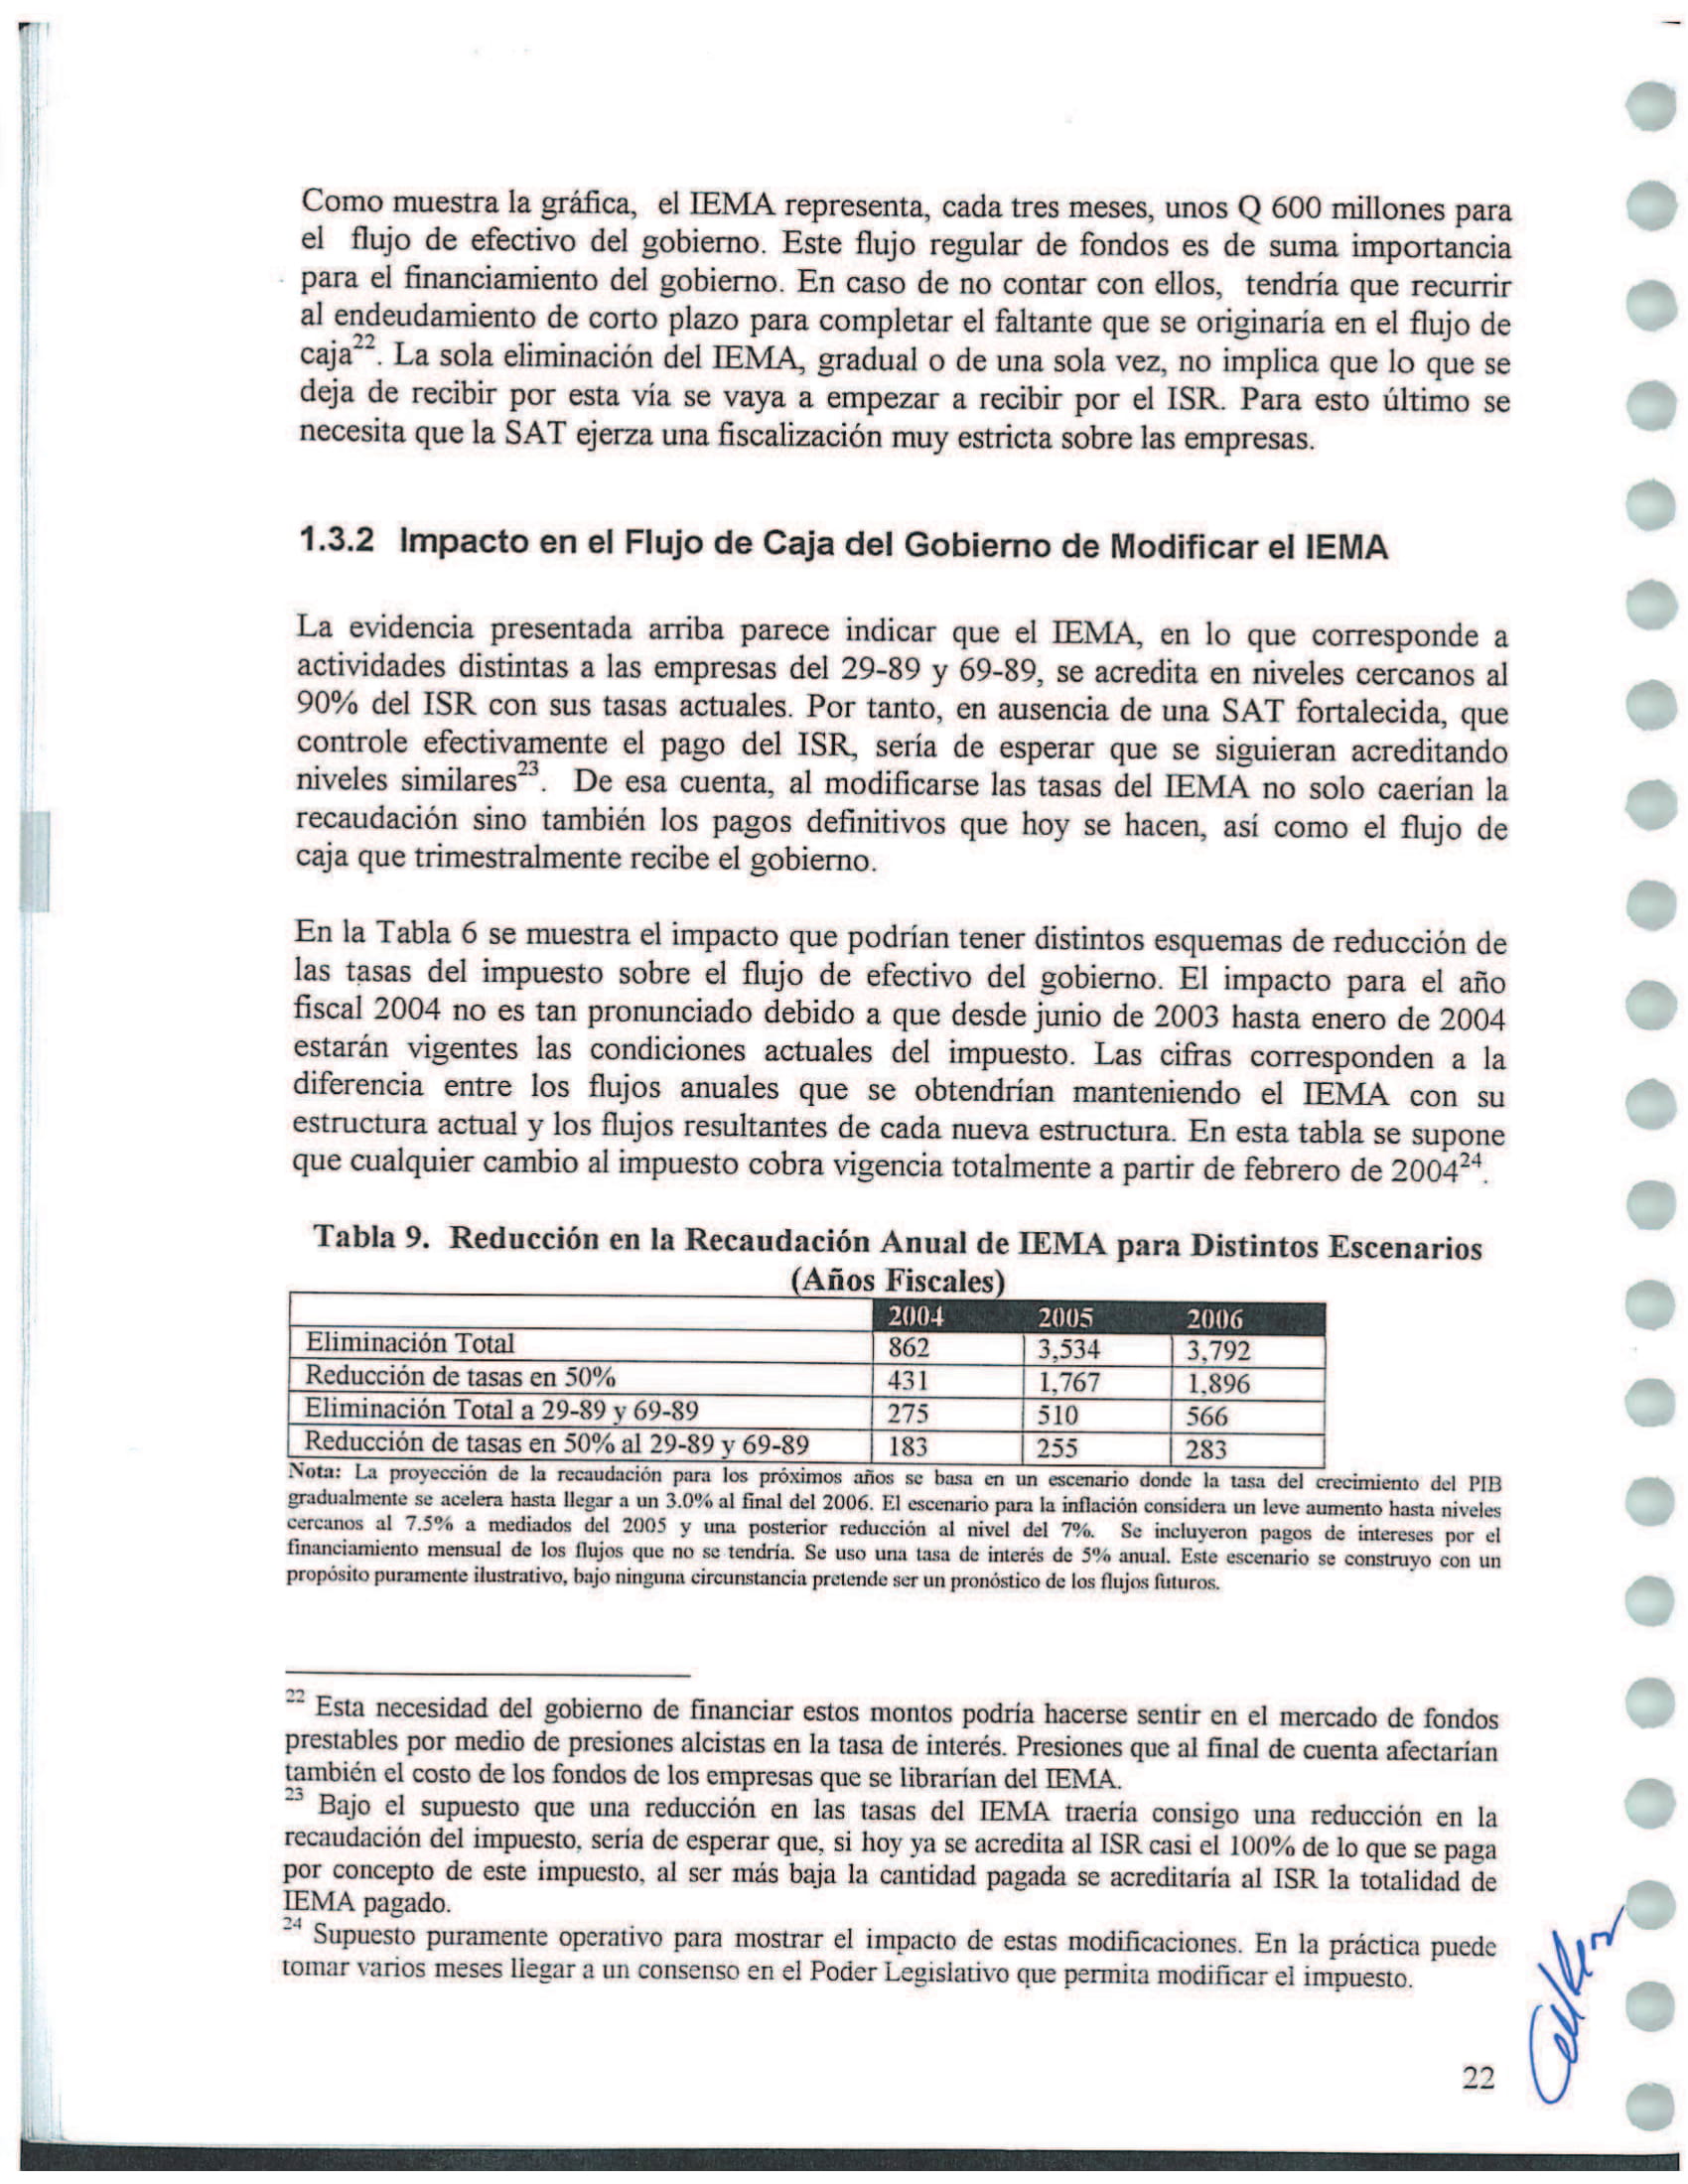 Como muestra la gráfica, el IEMA representa, cada tres meses, unos Q 600 millones para
el flujo de efectivo del gobierno. Este flujo regular de fondos es de suma importancia
para el financiamiento del gobierno. En caso de no contar con ellos, tendría que recurrir
al endeudamiento de corto plazo para completar el faltante que se originaría en el flujo de
caja22. La sola eliminación del IEMA, gradual o de una sola vez, no implica que lo que se
deja de recibir por esta vía se vaya a empezar a recibir por el ISR. Para esto último se
necesita que la SAT ejerza una fiscalización muy estricta sobre las empresas.
1.3.2 Impacto en el Flujo de Caja del Gobierno de Modificar el IEMA
La evidencia presentada arriba parece indicar que el IEMA, en lo que corresponde a
actividades distintas a las empresas del 29-89 y 69-89, se acredita en niveles cercanos al
90% del ISR con sus tasas actuales. Por tanto, en ausencia de una SAT fortalecida, que
controle efectivamente el pago del ISR, sería de esperar que se siguieran acreditando
niveles similares23. De esa cuenta, al modificarse las tasas del IEMA no solo caerían la
recaudación sino también los pagos definitivos que hoy se hacen, así como el flujo de
caja que trimestralmente recibe el gobierno.
En la Tabla 6 se muestra el impacto que podrían tener distintos esquemas de reducción de
las tasas del impuesto sobre el flujo de efectivo del gobierno. El impacto para el año
fiscal 2004 no es tan pronunciado debido a que desde junio de 2003 hasta enero de 2004
estarán vigentes las condiciones actuales del impuesto. Las cifras corresponden a la
diferencia entre los flujos anuales que se obtendrían manteniendo el IEMA con su
estructura actual y los flujos resultantes de cada nueva estructura. En esta tabla se supone
que cualquier cambio al impuesto cobra vigencia totalmente a partir de febrero de 200424.
Tabla 9. Reducción en la Recaudación Anual de IEMA para Distintos Escenarios
(Años Fiscales)
2004 2005 2006
Eliminación Total 862 3,534 3,792
Reducción de tasas en 50% 431 1,767 1,896
Eliminación Total a 29-89 y 69-89 275 510 566
Reducción de tasas en 50% al 29-89 y 69-89 183 255 283
Nota: La proyección de la recaudación para los próximos años se basa en un escenario donde la tasa del crecimiento del PIB
gradualmente se acelera hasta llegar a un 3.0% al final del 2006. El escenario para la inflación considera un leve aumento hasta niveles
cercanos al 7.5% a mediados del 2005 y una posterior reducción al nivel del 7%. Se incluyeron pagos de intereses por el
financiamiento mensual de los flujos que no se tendría. Se uso una tasa de interés de 5% anual. Este escenario se construyo con un
propósito puramente ilustrativo, bajo ninguna circunstancia pretende ser un pronóstico de los flujos futuros.
22 Esta necesidad del gobierno de financiar estos montos podría hacerse sentir en el mercado de fondos
prestables por medio de presiones alcistas en la tasa de interés. Presiones que al final de cuenta afectarían
también el costo de los fondos de los empresas que se librarían del IEMA.
23 Bajo el supuesto que una reducción en las tasas del IEMA traería consigo una reducción en la
recaudación del impuesto, sería de esperar que, si hoy ya se acredita al ISR casi el 100% de lo que se paga
por concepto de este impuesto, al ser más baja la cantidad pagada se acreditaría al ISR la totalidad de
IEMA pagado.
24 Supuesto puramente operativo para mostrar el impacto de estas modificaciones. En la práctica puede
tomar varios meses llegar a un consenso en el Poder Legislativo que permita modificar el impuesto.
22